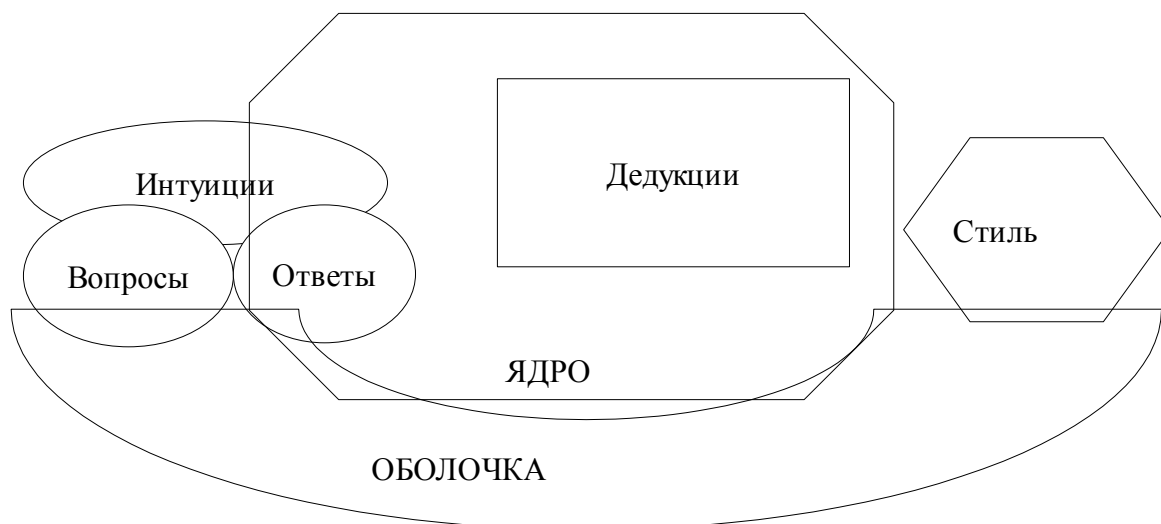 Интуиции
Дедукции
Стиль
Вопросы
Ответы
ЯДРО
ОБОЛОЧКА